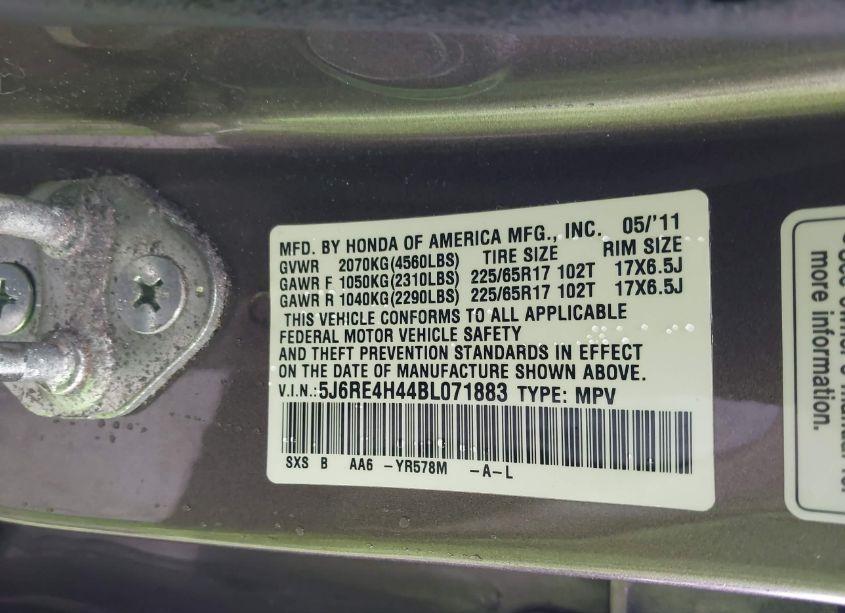 MFD. BY HONDA OF AMERICA MFG., INC. 05/'11
GVWR 2070KG(4560LBS) TIRE SIZE RIM SIZE
GAWR F 1050KG(2310LBS) 225/65R17 102T 17X6.5J
GAWR R 1040KG(2290LBS) 225/65R17 102T 17X6.5J
THIS VEHICLE CONFORMS TO ALL APPLICABLE
FEDERAL MOTOR VEHICLE SAFETY
AND THEFT PREVENTION STANDARDS IN EFFECT
ON THE DATE OF MANUFACTURE SHOWN ABOVE.
V.I.N.: 5J6RE4H44BL071883 TYPE: MPV
SXS B AA6 -YR578M -A-L
manual for
more information.